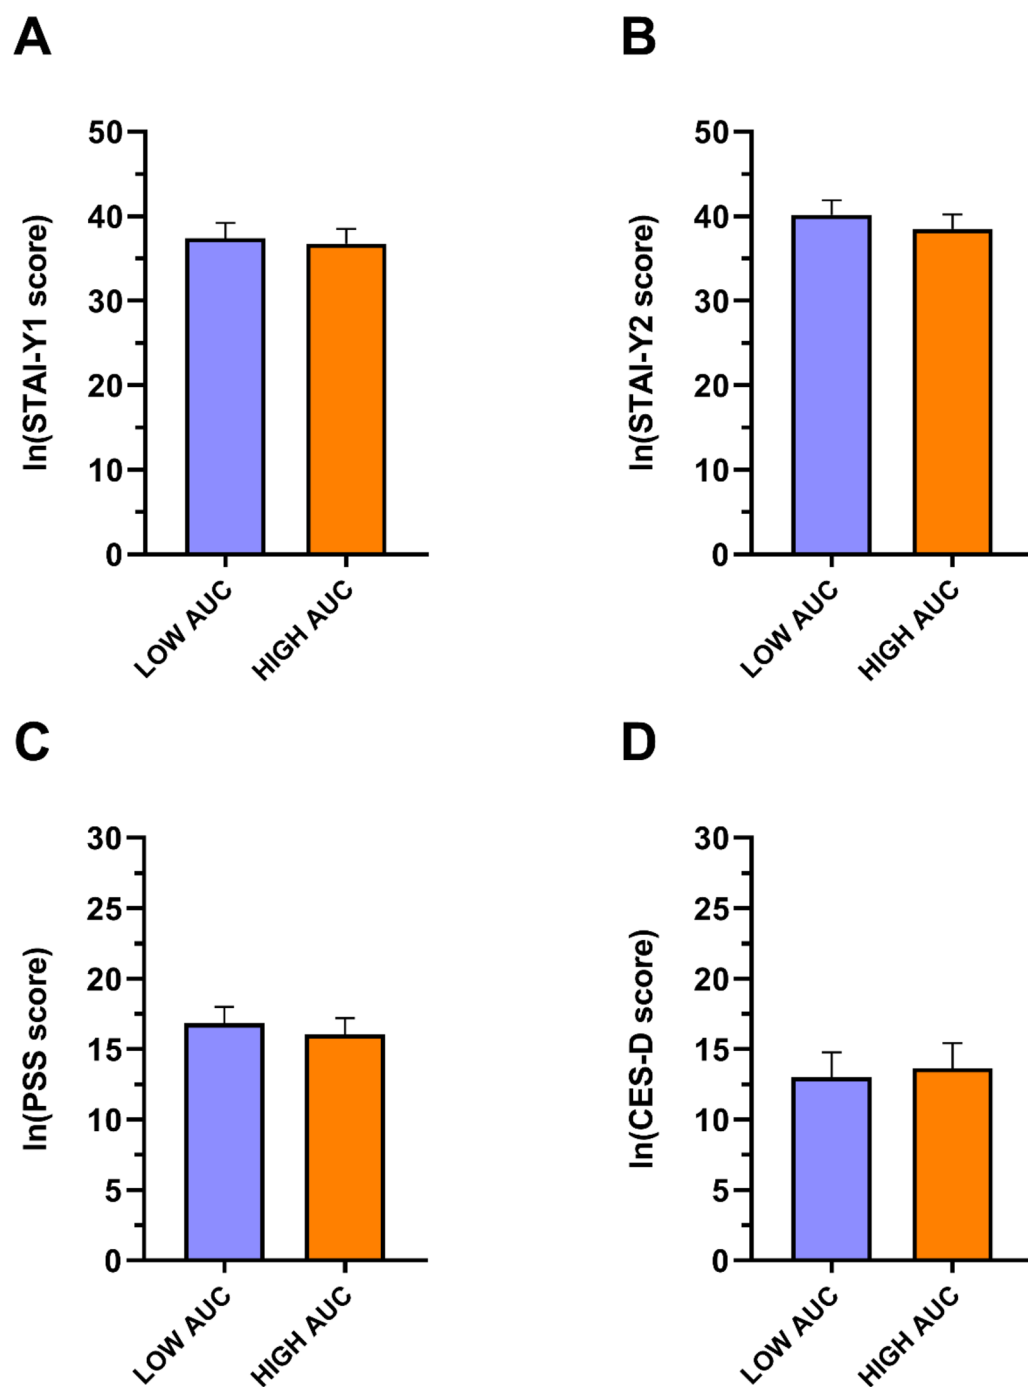 A
ln(STAI-Y1 score)
50
40
30
20
10
0
LOW AUC
HIGH AUC
B
ln(STAI-Y2 score)
50
40
30
20
10
0
LOW AUC
HIGH AUC
C
ln(PSS score)
30
25
20
15
10
5
0
LOW AUC
HIGH AUC
D
ln(CES-D score)
30
25
20
15
10
5
0
LOW AUC
HIGH AUC